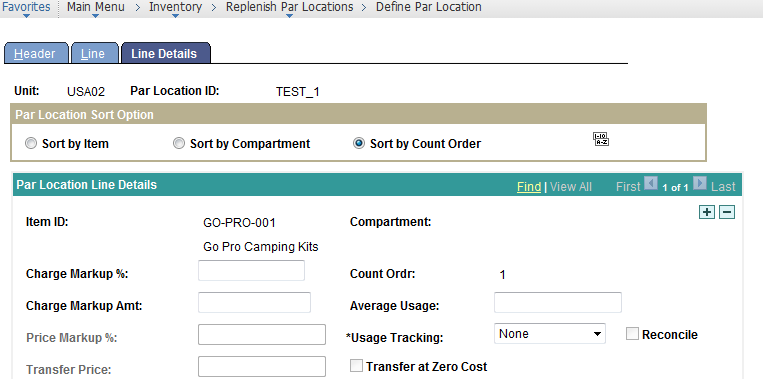 Favorites Main Menu > Inventory > Replenish Par Locations > Define Par Location
Header Line Line Details
Unit: USA02 Par Location ID: TEST_1
Par Location Sort Option
Sort by Item Sort by Compartment Sort by Count Order
Par Location Line Details Find | View All First 1 of 1 Last
Item ID: GO-PRO-001 Compartment:
Go Pro Camping Kits
Charge Markup %: Count Ordr: 1
Charge Markup Amt: Average Usage:
Price Markup %: *Usage Tracking: None Reconcile
Transfer Price: Transfer at Zero Cost